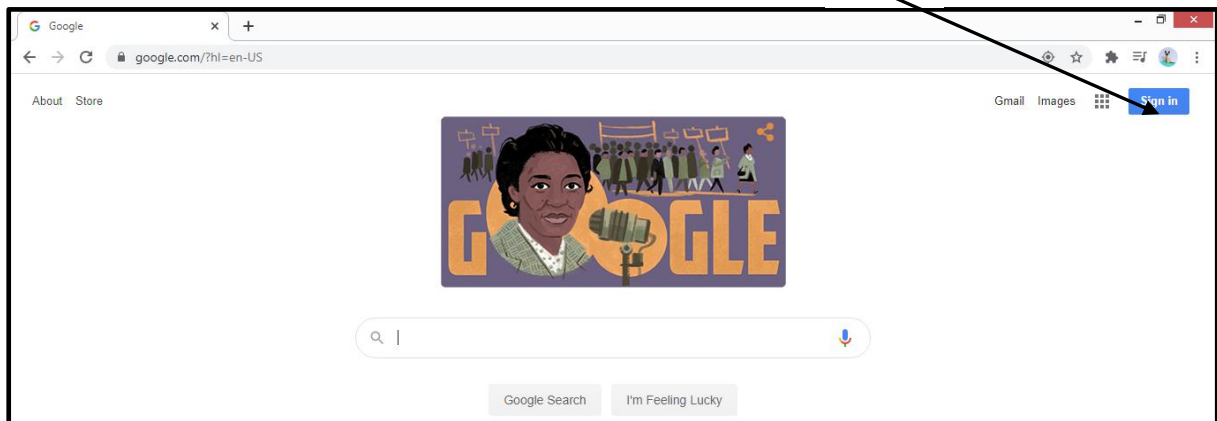 Google
google.com/?hl=en-US
About Store
Gmail Images Sign in
GOOGLE
Google Search I'm Feeling Lucky